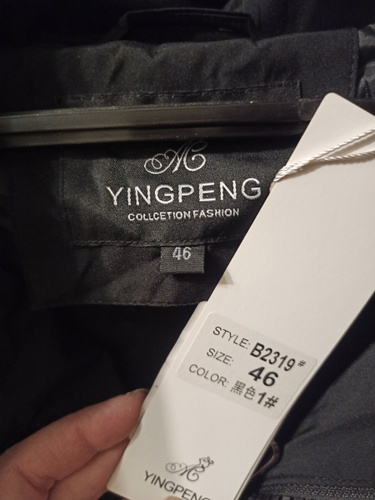 M
YINGPENG
COLLCETION FASHION
46
STYLE: B2319#
SIZE: 46
COLOR: 黑色1#
YINGPENG